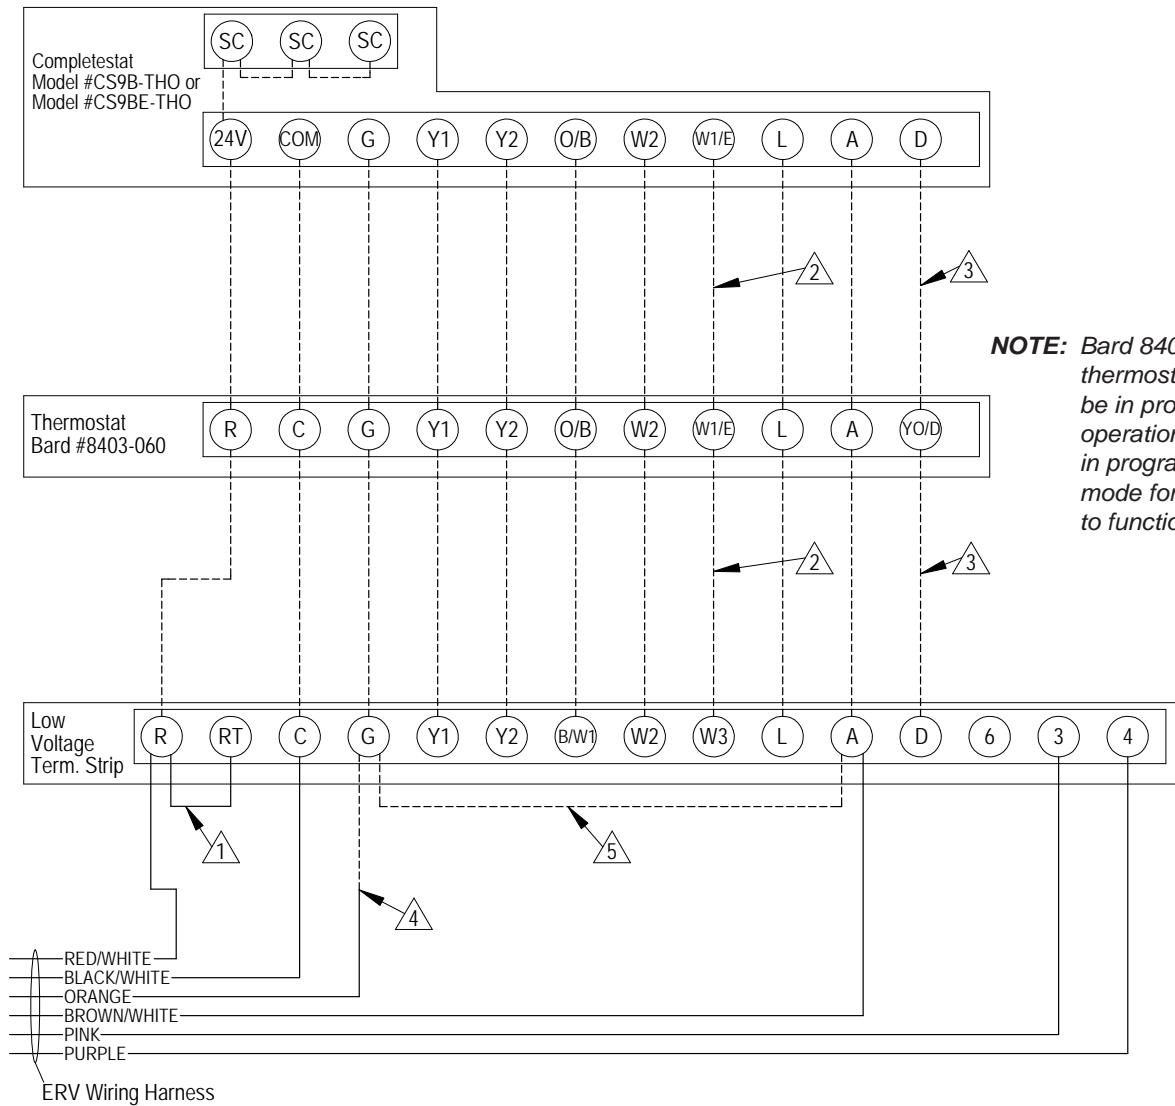 SC SC SC
Completestat
Model #CS9B-THO or
Model #CS9BE-THO
24V COM G Y1 Y2 O/B W2 W1/E L A D
2 3
NOTE: Bard 840
thermost
be in pro
operation
in progra
mode for
to functio
Thermostat
Bard #8403-060
R C G Y1 Y2 O/B W2 W1/E L A YO/D
2 3
Low
Voltage
Term. Strip
R RT C G Y1 Y2 B/W1 W2 W3 L A D 6 3 4
1 5
4
RED/WHITE
BLACK/WHITE
ORANGE
BROWN/WHITE
PINK
PURPLE
ERV Wiring Harness